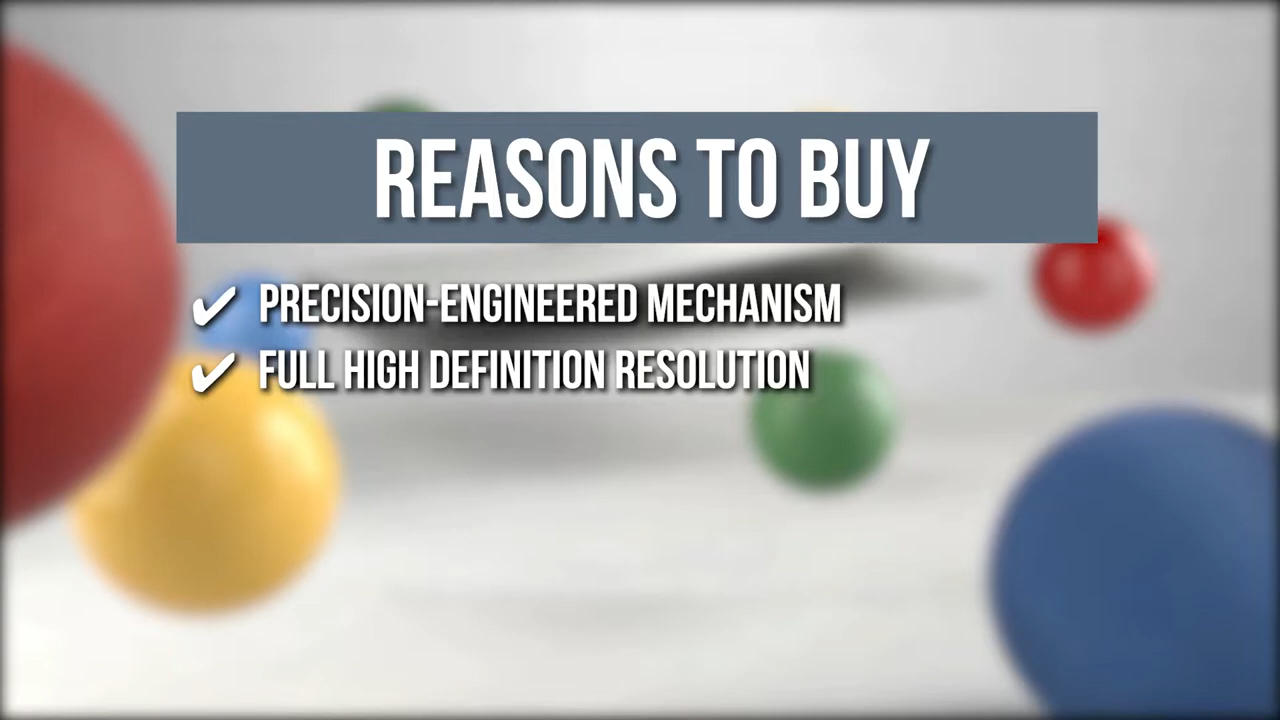 REASONS TO BUY
✔ PRECISION-ENGINEERED MECHANISM
✔ FULL HIGH DEFINITION RESOLUTION